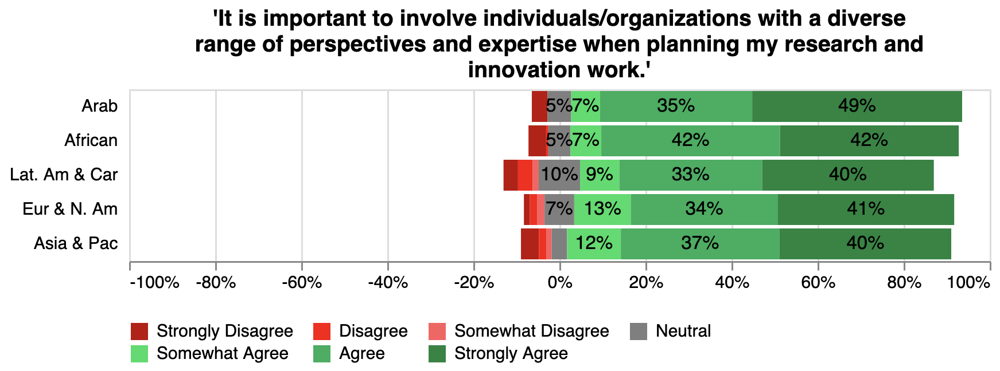 'It is important to involve individuals/organizations with a diverse
range of perspectives and expertise when planning my research and
innovation work.'
Arab 5% 7% 35% 49%
African 5% 7% 42% 42%
Lat. Am & Car 10% 9% 33% 40%
Eur & N. Am 7% 13% 34% 41%
Asia & Pac 12% 37% 40%
-100% -80% -60% -40% -20% 0% 20% 40% 60% 80% 100%
Strongly Disagree Disagree Somewhat Disagree Neutral
Somewhat Agree Agree Strongly Agree